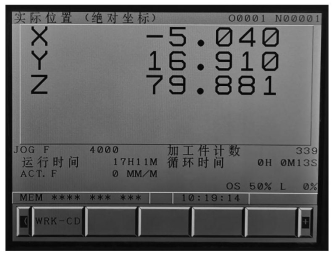 实际位置 (绝对坐标) O0001 N00001
X -5.040
Y 16.910
Z 79.881
JOG F 4000 加工件计数 339
运行时间 17H11M 循环时间 0H 0M13S
ACT.F 0 MM/M
OS 50% L 0%
MEM **** *** *** 10:19:14
WRK-CD